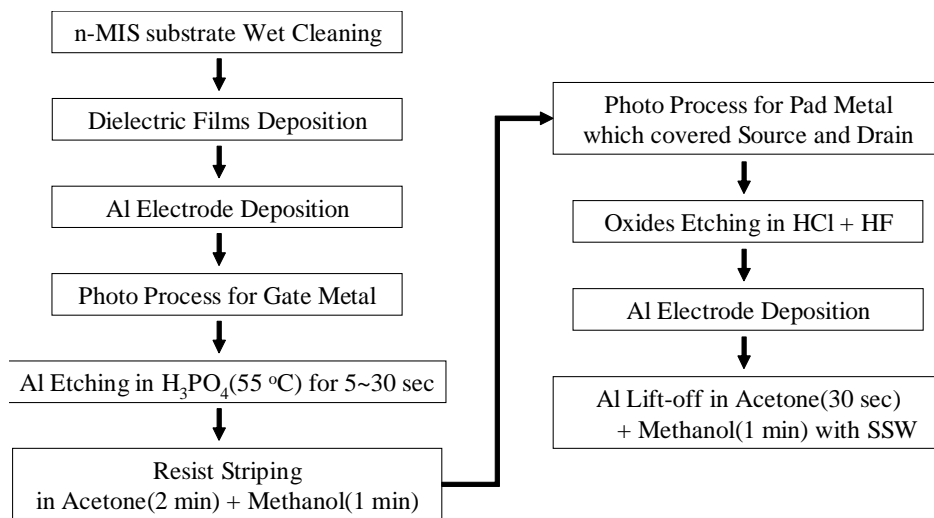 n-MIS substrate Wet Cleaning
Dielectric Films Deposition
Al Electrode Deposition
Photo Process for Gate Metal
Al Etching in H₃PO₄(55 ºC) for 5~30 sec
Resist Striping
in Acetone(2 min) + Methanol(1 min)
Photo Process for Pad Metal
which covered Source and Drain
Oxides Etching in HCl + HF
Al Electrode Deposition
Al Lift-off in Acetone(30 sec)
+ Methanol(1 min) with SSW